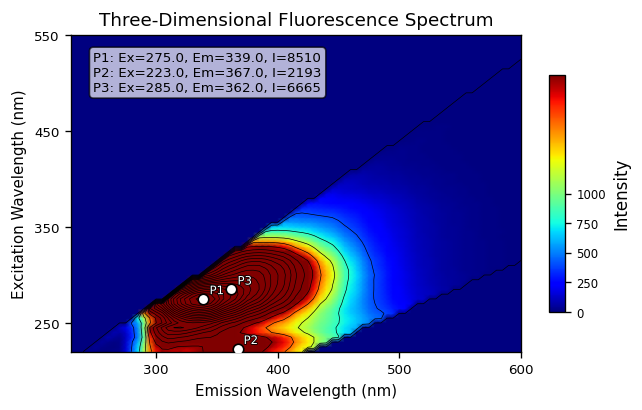 Three-Dimensional Fluorescence Spectrum
P1: Ex=275.0, Em=339.0, I=8510
P2: Ex=223.0, Em=367.0, I=2193
P3: Ex=285.0, Em=362.0, I=6665
550
450
350
250
Excitation Wavelength (nm)
P1
P3
P2
300
400
500
600
Emission Wavelength (nm)
1000
750
500
250
0
Intensity